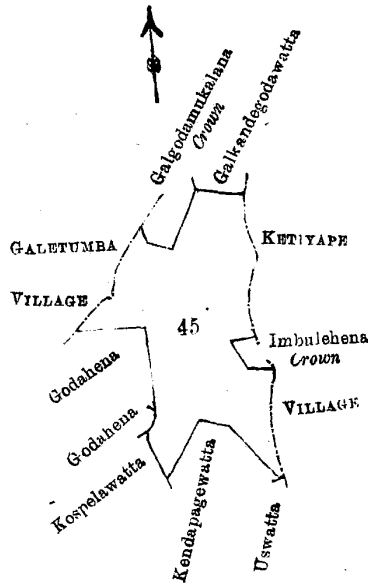 Galgodamukalana
Crown
Galkandegodawatta
GALETUMBA
KETIYAPE
VILLAGE
45
Imbulehena
Crown
Godahena
VILLAGE
Godahena
Kospelawatta
Kendapagewatta
Uswatta